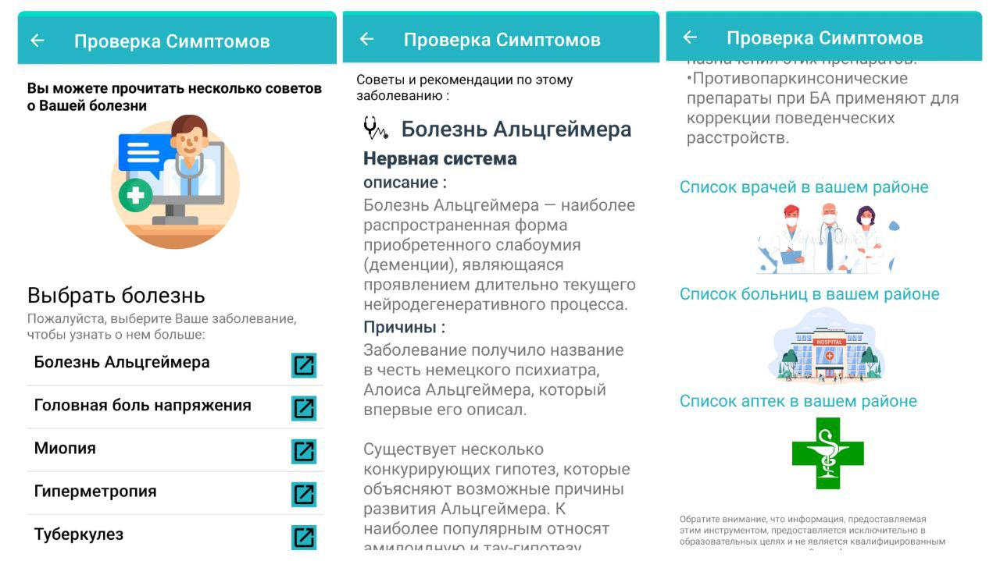 Проверка Симптомов
Вы можете прочитать несколько советов
о Вашей болезни
Выбрать болезнь
Пожалуйста, выберите Ваше заболевание,
чтобы узнать о нем больше:
Болезнь Альцгеймера
Головная боль напряжения
Миопия
Гиперметропия
Туберкулез
Проверка Симптомов
Советы и рекомендации по этому
заболеванию :
Болезнь Альцгеймера
Нервная система
описание :
Болезнь Альцгеймера — наиболее
распространенная форма
приобретенного слабоумия
(деменции), являющаяся
проявлением длительно текущего
нейродегенеративного процесса.
Причины :
Заболевание получило название
в честь немецкого психиатра,
Алоиса Альцгеймера, который
впервые его описал.
Существует несколько
конкурирующих гипотез, которые
объясняют возможные причины
развития Альцгеймера. К
наиболее популярным относят
амилоидную и тау-гипотезу
Проверка Симптомов
назначения этих препаратов.
•Противопаркинсонические
препараты при БА применяют для
коррекции поведенческих
расстройств.
Список врачей в вашем районе
Список больниц в вашем районе
HOSPITAL
Список аптек в вашем районе
Обратите внимание, что информация, предоставляемая
этим инструментом, предоставляется исключительно в
образовательных целях и не является квалифицированным